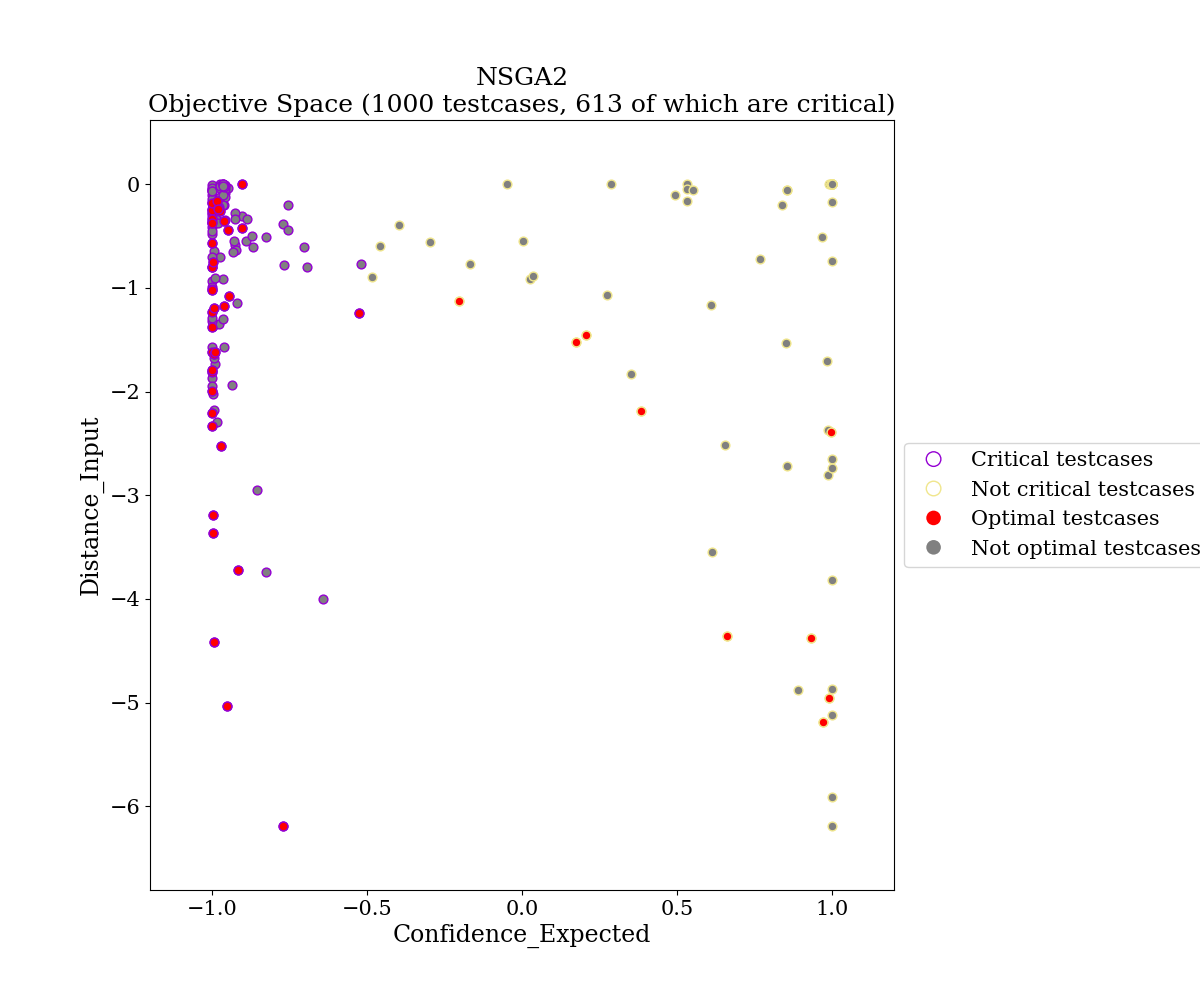 NSGA2
Objective Space (1000 testcases, 613 of which are critical)
0
−1
−2
−3
−4
−5
−6
Distance_Input
−1.0
−0.5
0.0
0.5
1.0
Confidence_Expected
Critical testcases
Not critical testcases
Optimal testcases
Not optimal testcases